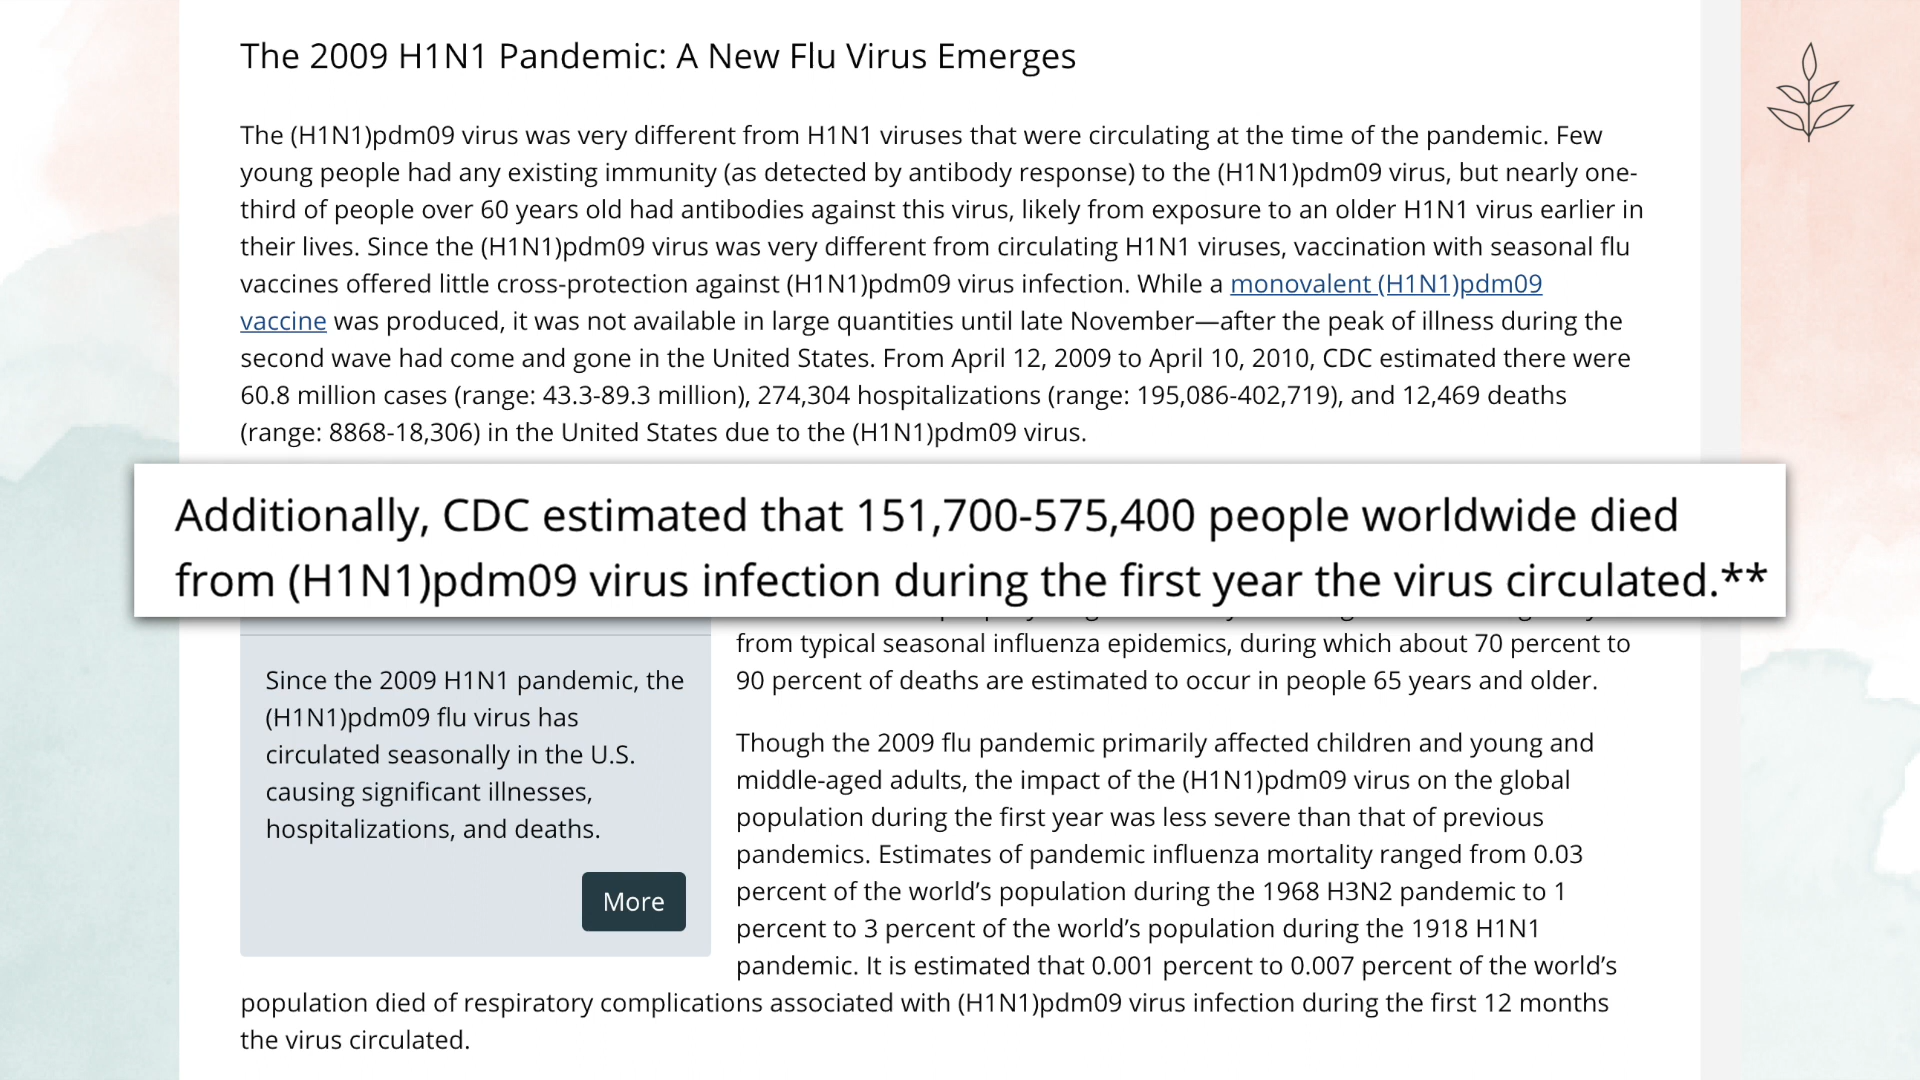 The 2009 H1N1 Pandemic: A New Flu Virus Emerges
The (H1N1)pdm09 virus was very different from H1N1 viruses that were circulating at the time of the pandemic. Few
young people had any existing immunity (as detected by antibody response) to the (H1N1)pdm09 virus, but nearly one-
third of people over 60 years old had antibodies against this virus, likely from exposure to an older H1N1 virus earlier in
their lives. Since the (H1N1)pdm09 virus was very different from circulating H1N1 viruses, vaccination with seasonal flu
vaccines offered little cross-protection against (H1N1)pdm09 virus infection. While a monovalent (H1N1)pdm09
vaccine was produced, it was not available in large quantities until late November—after the peak of illness during the
second wave had come and gone in the United States. From April 12, 2009 to April 10, 2010, CDC estimated there were
60.8 million cases (range: 43.3-89.3 million), 274,304 hospitalizations (range: 195,086-402,719), and 12,469 deaths
(range: 8868-18,306) in the United States due to the (H1N1)pdm09 virus.
Additionally, CDC estimated that 151,700-575,400 people worldwide died
from (H1N1)pdm09 virus infection during the first year the virus circulated.**
Since the 2009 H1N1 pandemic, the
(H1N1)pdm09 flu virus has
circulated seasonally in the U.S.
causing significant illnesses,
hospitalizations, and deaths.
More
from typical seasonal influenza epidemics, during which about 70 percent to
90 percent of deaths are estimated to occur in people 65 years and older.
Though the 2009 flu pandemic primarily affected children and young and
middle-aged adults, the impact of the (H1N1)pdm09 virus on the global
population during the first year was less severe than that of previous
pandemics. Estimates of pandemic influenza mortality ranged from 0.03
percent of the world’s population during the 1968 H3N2 pandemic to 1
percent to 3 percent of the world’s population during the 1918 H1N1
pandemic. It is estimated that 0.001 percent to 0.007 percent of the world’s
population died of respiratory complications associated with (H1N1)pdm09 virus infection during the first 12 months
the virus circulated.